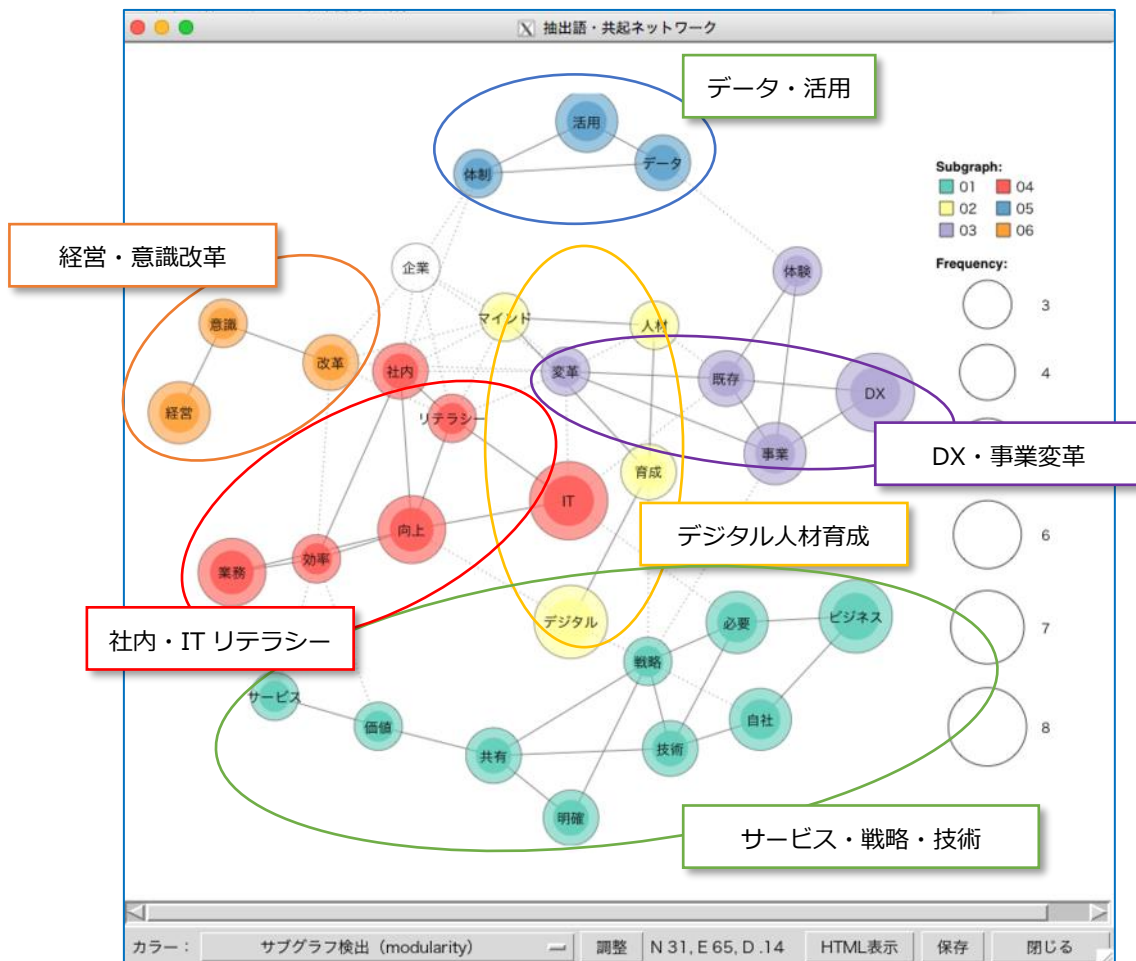 抽出語・共起ネットワーク
データ・活用
活用
体制
データ
Subgraph:
01
04
02
05
03
06
Frequency:
3
4
6
7
8
経営・意識改革
企業
体験
意識
マインド
人材
改革
社内
変革
既存
DX
経営
リテラシー
事業
DX・事業変革
育成
IT
向上
デジタル人材育成
業務
効率
社内・IT リテラシー
デジタル
必要
ビジネス
戦略
サービス
価値
自社
共有
技術
明確
サービス・戦略・技術
カラー：
サブグラフ検出（modularity）
調整
N 31, E 65, D .14
HTML表示
保存
閉じる